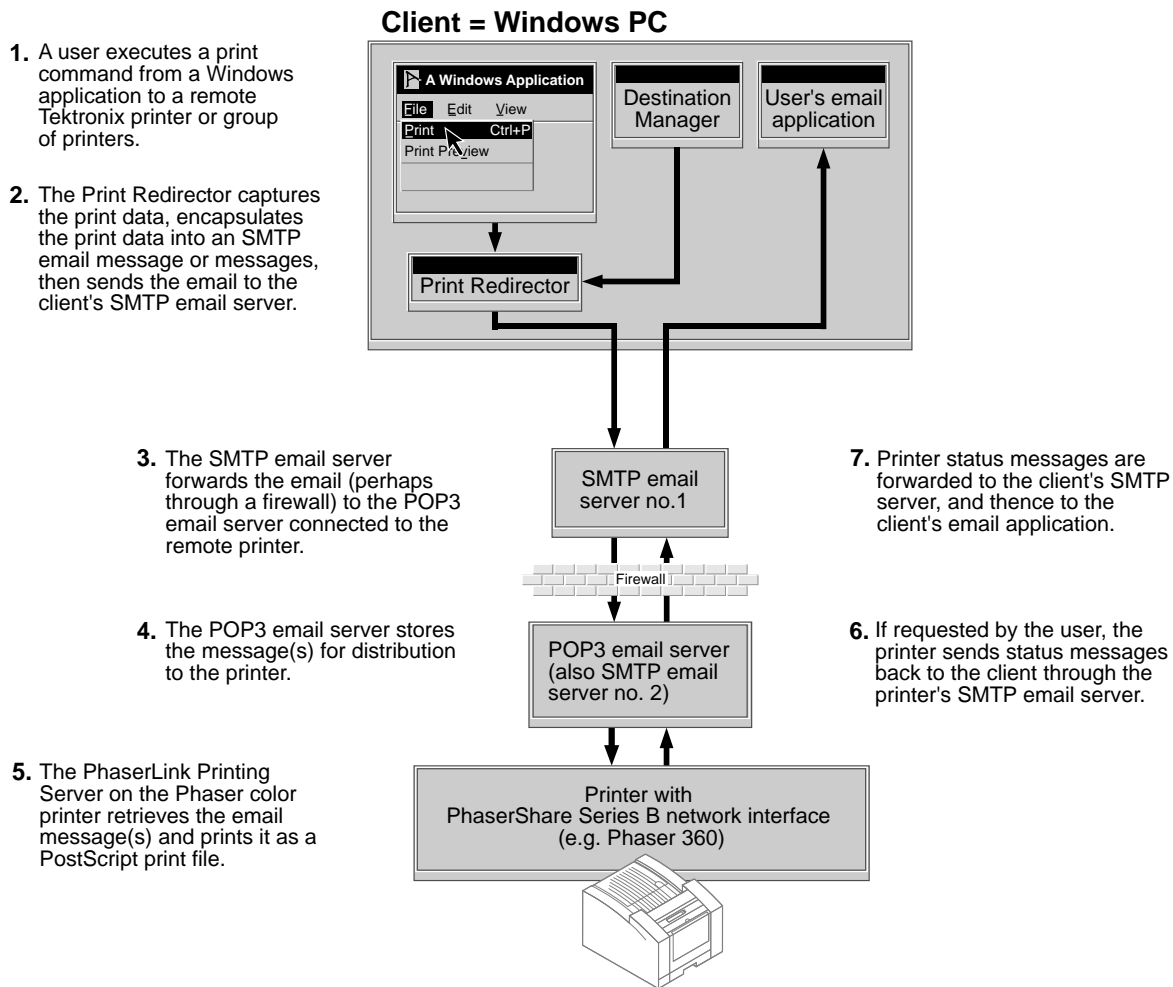 Client = Windows PC
1. A user executes a print
command from a Windows
application to a remote
Tektronix printer or group
of printers.
2. The Print Redirector captures
the print data, encapsulates
the print data into an SMTP
email message or messages,
then sends the email to the
client's SMTP email server.
A Windows Application
File Edit View
Print Ctrl+P
Print Preview
Destination
Manager
User's email
application
Print Redirector
3. The SMTP email server
forwards the email (perhaps
through a firewall) to the POP3
email server connected to the
remote printer.
SMTP email
server no.1
7. Printer status messages are
forwarded to the client's SMTP
server, and thence to the
client's email application.
Firewall
4. The POP3 email server stores
the message(s) for distribution
to the printer.
POP3 email server
(also SMTP email
server no. 2)
6. If requested by the user, the
printer sends status messages
back to the client through the
printer's SMTP email server.
5. The PhaserLink Printing
Server on the Phaser color
printer retrieves the email
message(s) and prints it as a
PostScript print file.
Printer with
PhaserShare Series B network interface
(e.g. Phaser 360)